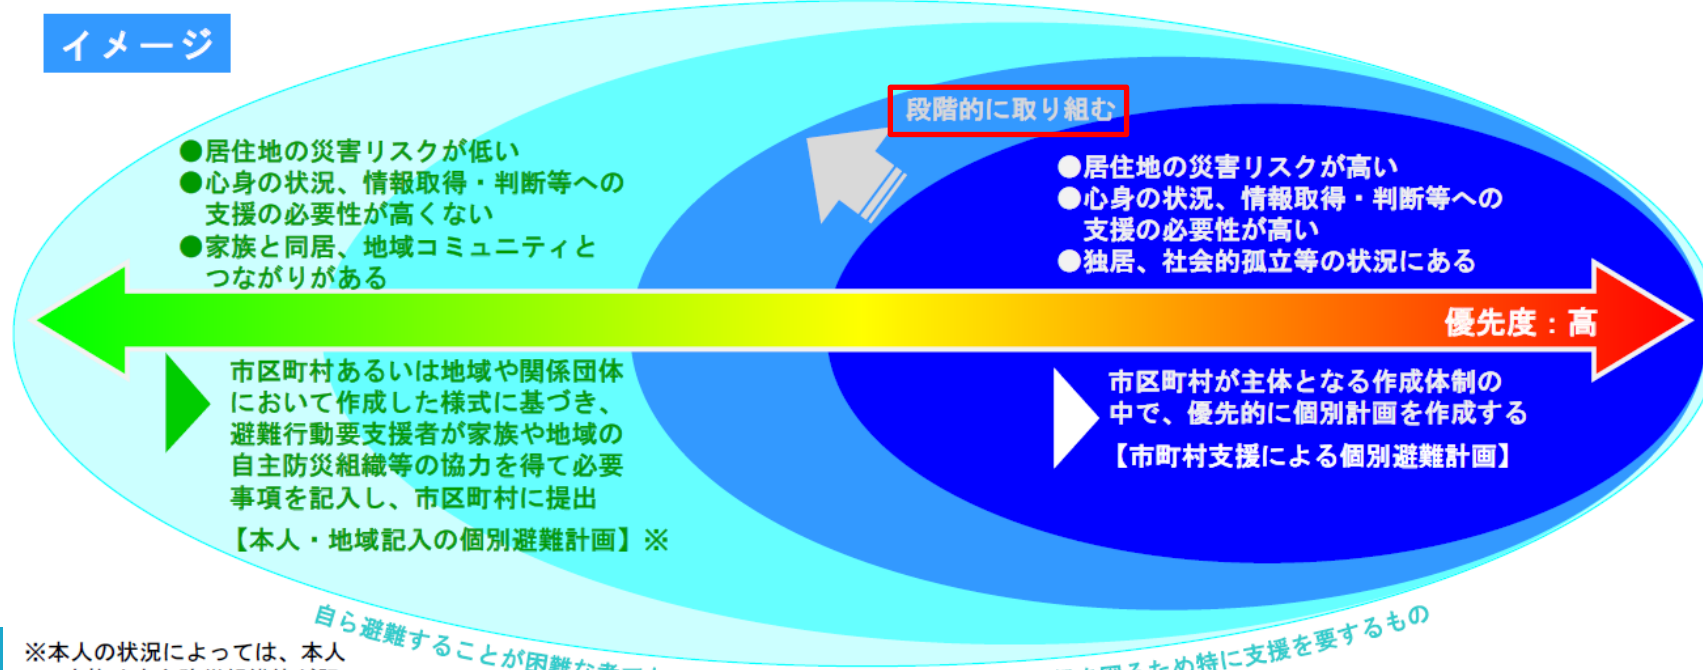 イメージ
段階的に取り組む
●居住地の災害リスクが低い
●心身の状況、情報取得・判断等への
支援の必要性が高くない
●家族と同居、地域コミュニティと
つながりがある
●居住地の災害リスクが高い
●心身の状況、情報取得・判断等への
支援の必要性が高い
●独居、社会的孤立等の状況にある
優先度：高
市区町村あるいは地域や関係団体
において作成した様式に基づき、
避難行動要支援者が家族や地域の
自主防災組織等の協力を得て必要
事項を記入し、市区町村に提出
【本人・地域記入の個別避難計画】※
市区町村が主体となる作成体制の
中で、優先的に個別計画を作成する
【市町村支援による個別避難計画】
自ら避難することが困難な
るため特に支援を要するもの
※本人の状況によっては、本人